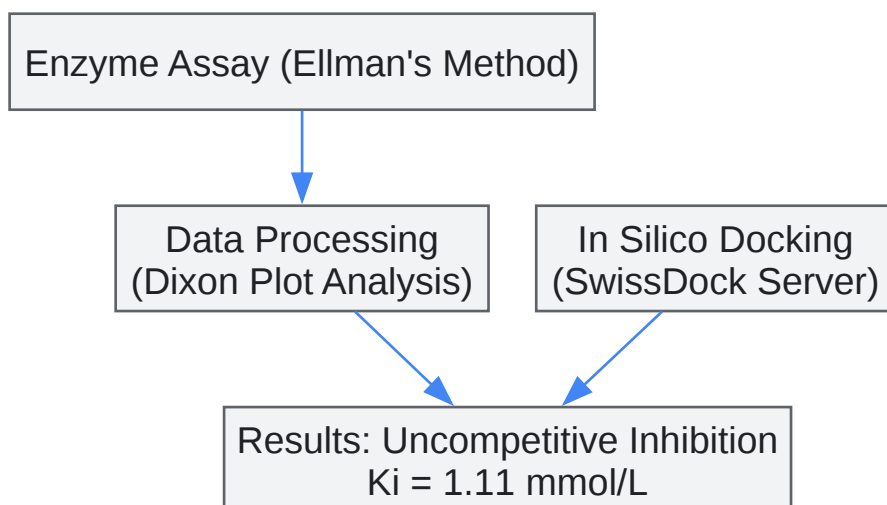 Enzyme Assay (Ellman's Method)
Data Processing
(Dixon Plot Analysis)
In Silico Docking
(SwissDock Server)
Results: Uncompetitive Inhibition
Ki = 1.11 mmol/L